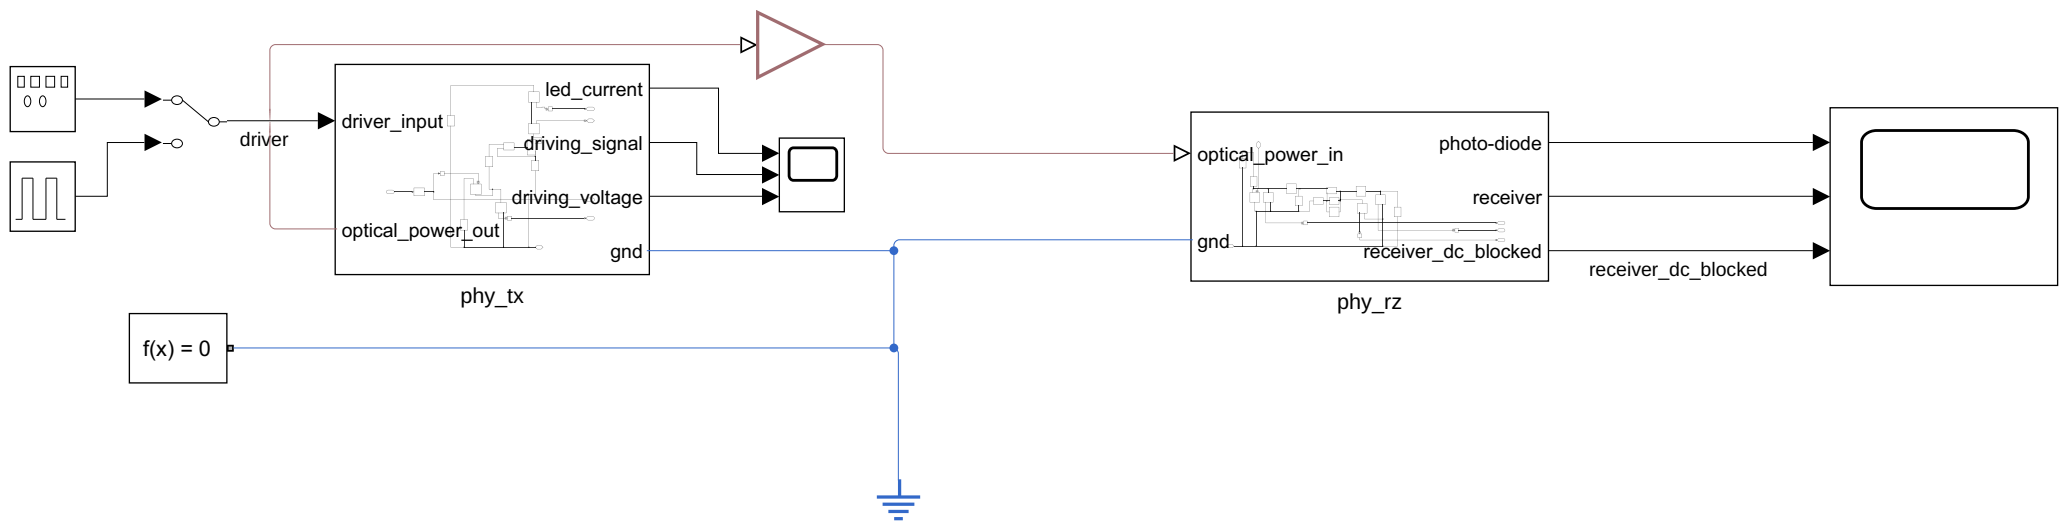 led_current
driver_input
driver
driving_signal
driving_voltage
optical_power_out
gnd
phy_tx
optical_power_in
photo-diode
receiver
gnd
receiver_dc_blocked
receiver_dc_blocked
phy_rz
f(x) = 0